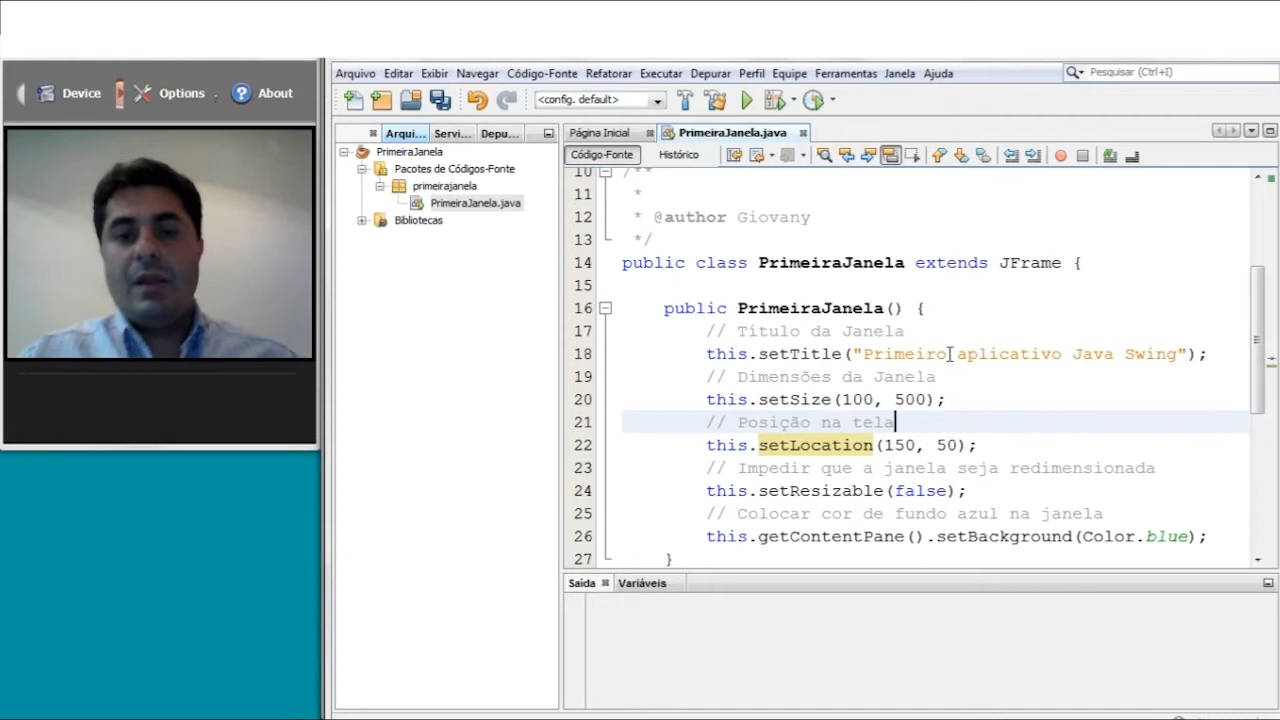 Device Options About
Arquivo Editar Exibir Navegar Código-Fonte Refatorar Executar Depurar Perfil Equipe Ferramentas Janela Ajuda
Pesquisar (Ctrl+I)
<config. default>
Arqui... Servi... Depu...
Página Inicial PrimeiraJanela.java
Código-Fonte Histórico
PrimeiraJanela
Pacotes de Códigos-Fonte
primeirajanela
PrimeiraJanela.java
Bibliotecas
10 /**
11 *
12 * @author Giovany
13 */
14 public class PrimeiraJanela extends JFrame {
15
16 public PrimeiraJanela() {
17 // Título da Janela
18 this.setTitle("Primeiro aplicativo Java Swing");
19 // Dimensões da Janela
20 this.setSize(100, 500);
21 // Posição na tela
22 this.setLocation(150, 50);
23 // Impedir que a janela seja redimensionada
24 this.setResizable(false);
25 // Colocar cor de fundo azul na janela
26 this.getContentPane().setBackground(Color.blue);
27 }
Saída Variáveis